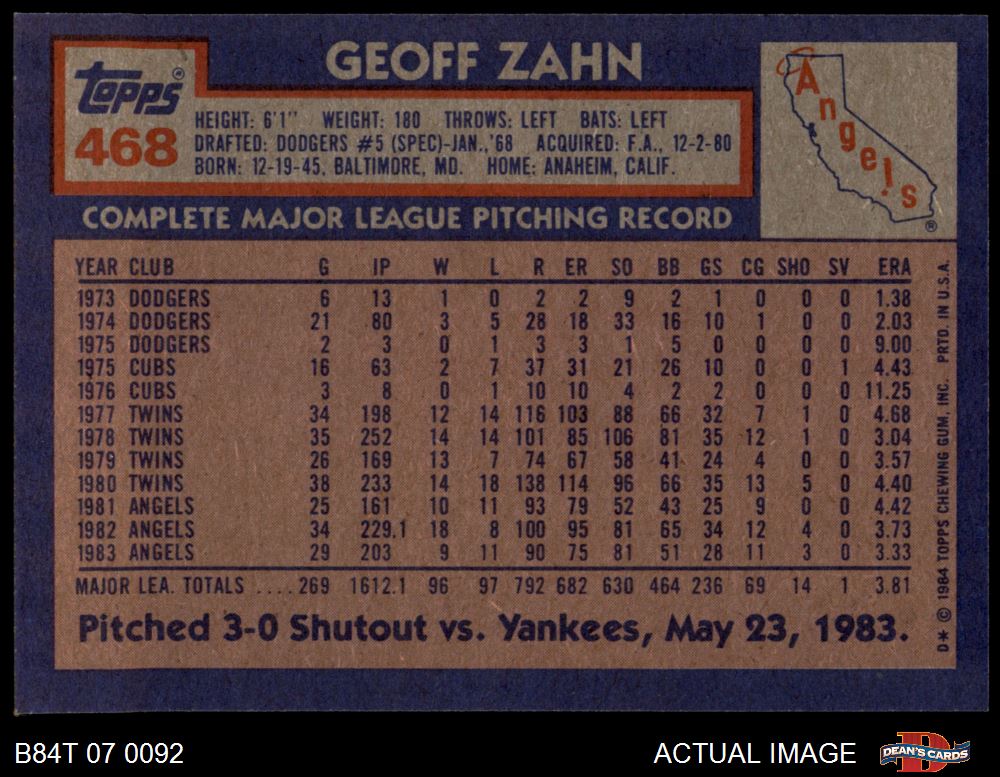 GEOFF ZAHN
Topps®
468
HEIGHT: 6'1" WEIGHT: 180 THROWS: LEFT BATS: LEFT
DRAFTED: DODGERS #5 (SPEC)-JAN.,'68 ACQUIRED: F.A., 12-2-80
BORN: 12-19-45, BALTIMORE, MD. HOME: ANAHEIM, CALIF.
Angels
®
COMPLETE MAJOR LEAGUE PITCHING RECORD
YEAR CLUB G IP W L R ER SO BB GS CG SHO SV ERA
1973 DODGERS 6 13 1 0 2 2 9 2 1 0 0 0 1.38
1974 DODGERS 21 80 3 5 28 18 33 16 10 1 0 0 2.03
1975 DODGERS 2 3 0 1 3 3 1 5 0 0 0 0 9.00
1975 CUBS 16 63 2 7 37 31 21 26 10 0 0 1 4.43
1976 CUBS 3 8 0 1 10 10 4 2 2 0 0 0 11.25
1977 TWINS 34 198 12 14 116 103 88 66 32 7 1 0 4.68
1978 TWINS 35 252 14 14 101 85 106 81 35 12 1 0 3.04
1979 TWINS 26 169 13 7 74 67 58 41 24 4 0 0 3.57
1980 TWINS 38 233 14 18 138 114 96 66 35 13 5 0 4.40
1981 ANGELS 25 161 10 11 93 79 52 43 25 9 0 0 4.42
1982 ANGELS 34 229.1 18 8 100 95 81 65 34 12 4 0 3.73
1983 ANGELS 29 203 9 11 90 75 81 51 28 11 3 0 3.33
MAJOR LEA. TOTALS .... 269 1612.1 96 97 792 682 630 464 236 69 14 1 3.81
Pitched 3-0 Shutout vs. Yankees, May 23, 1983.
D* © 1984 TOPPS CHEWING GUM, INC. PRTD. IN U.S.A.
B84T 07 0092
ACTUAL IMAGE
D
DEAN'S CARDS